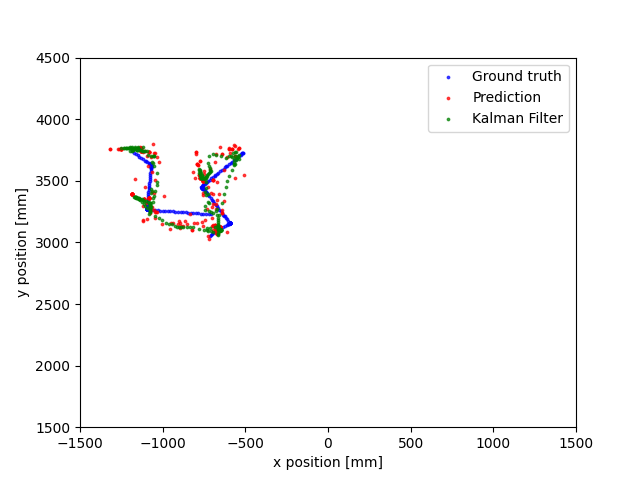 4500
4000
3500
3000
2500
2000
1500
y position [mm]
−1500
−1000
−500
0
500
1000
1500
x position [mm]
Ground truth
Prediction
Kalman Filter